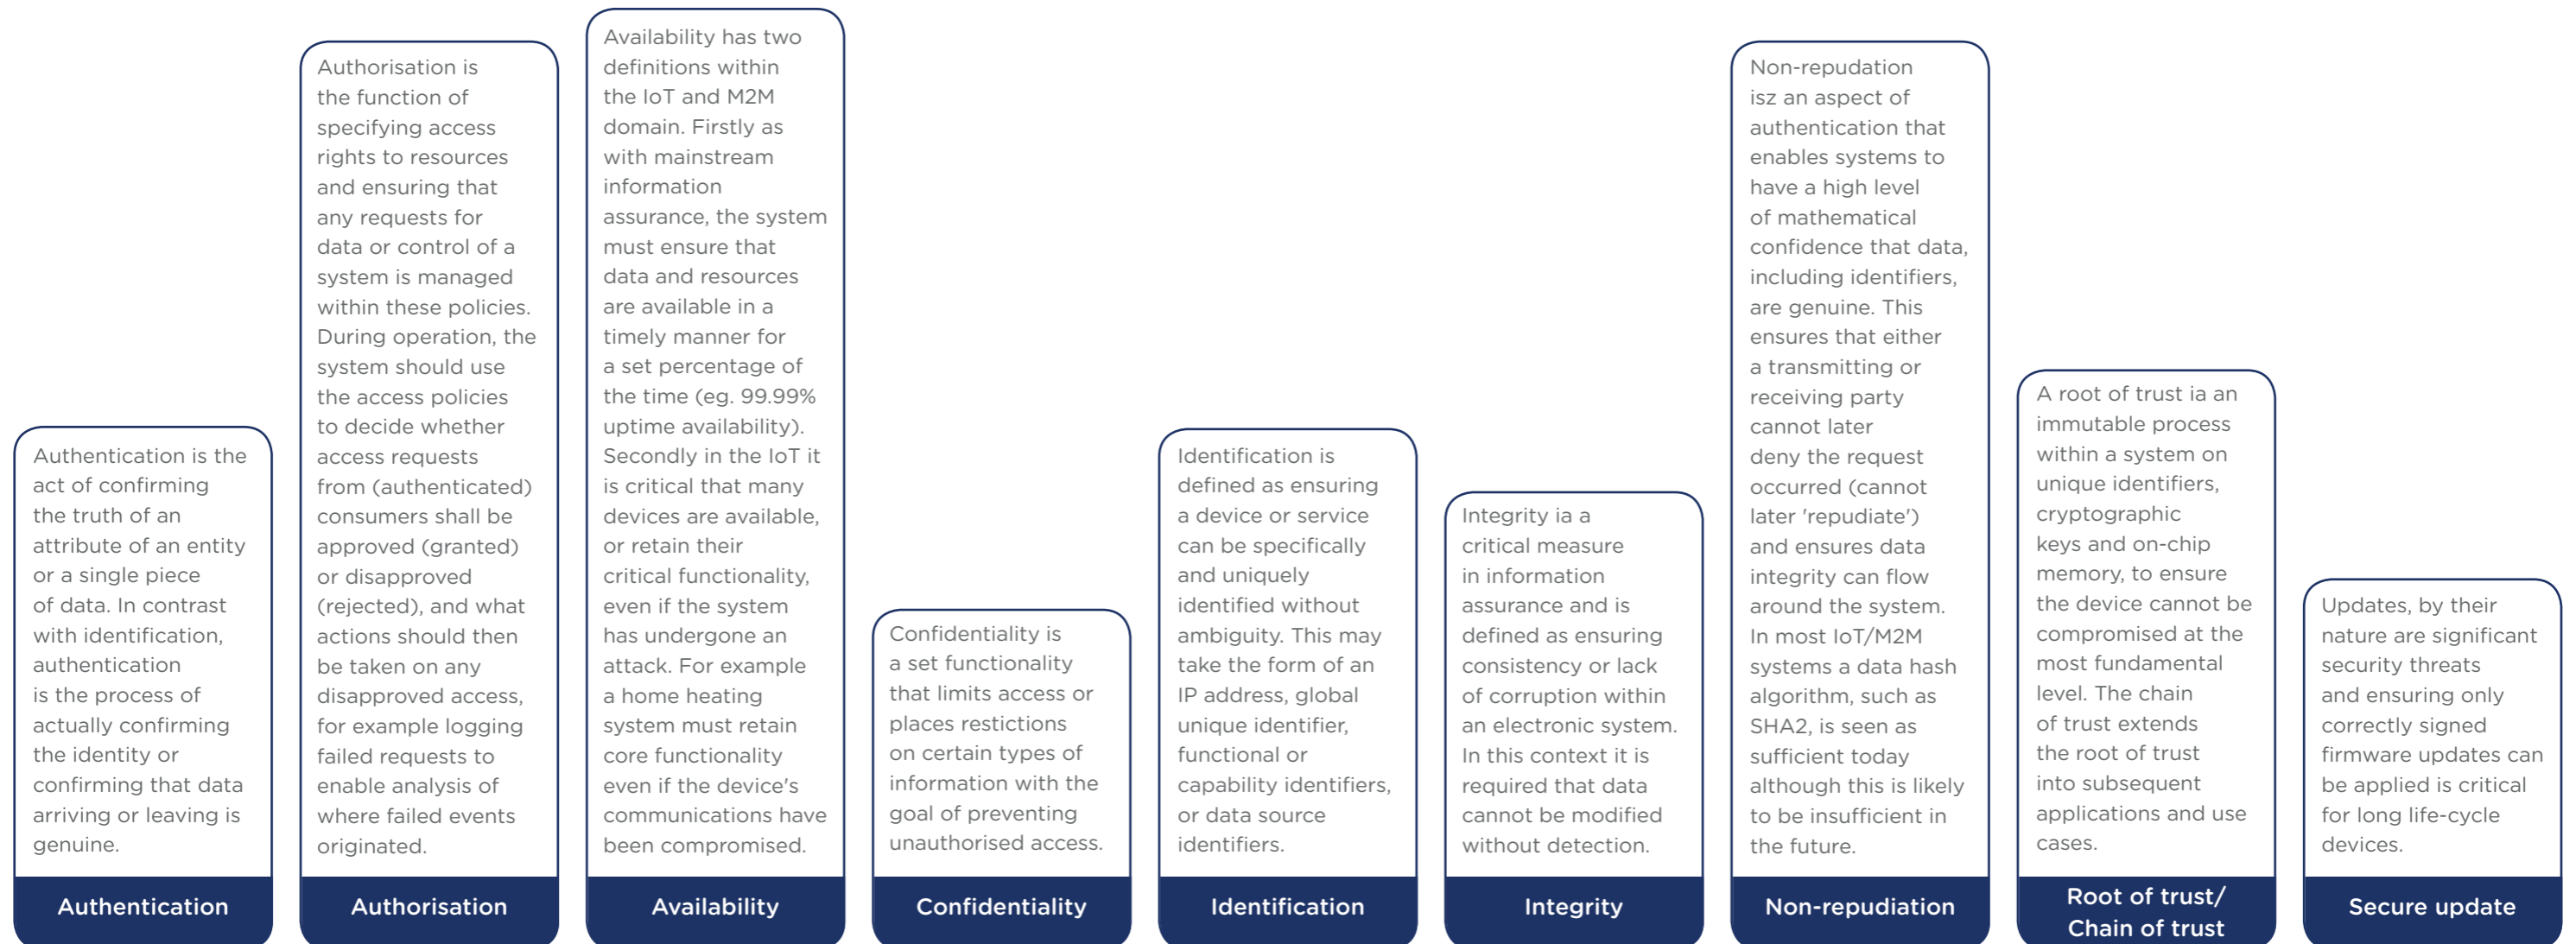 Authentication is the
act of confirming
the truth of an
attribute of an entity
or a single piece
of data. In contrast
with identification,
authentication
is the process of
actually confirming
the identity or
confirming that data
arriving or leaving is
genuine.
Authentication
Authorisation is
the function of
specifying access
rights to resources
and ensuring that
any requests for
data or control of a
system is managed
within these policies.
During operation, the
system should use
the access policies
to decide whether
access requests
from (authenticated)
consumers shall be
approved (granted)
or disapproved
(rejected), and what
actions should then
be taken on any
disapproved access,
for example logging
failed requests to
enable analysis of
where failed events
originated.
Authorisation
Availability has two
definitions within
the IoT and M2M
domain. Firstly as
with mainstream
information
assurance, the system
must ensure that
data and resources
are available in a
timely manner for
a set percentage of
the time (eg. 99.99%
uptime availability).
Secondly in the IoT it
is critical that many
devices are available,
or retain their
critical functionality,
even if the system
has undergone an
attack. For example
a home heating
system must retain
core functionality
even if the device's
communications have
been compromised.
Availability
Confidentiality is
a set functionality
that limits access or
places restictions
on certain types of
information with the
goal of preventing
unauthorised access.
Confidentiality
Identification is
defined as ensuring
a device or service
can be specifically
and uniquely
identified without
ambiguity. This may
take the form of an
IP address, global
unique identifier,
functional or
capability identifiers,
or data source
identifiers.
Identification
Integrity ia a
critical measure
in information
assurance and is
defined as ensuring
consistency or lack
of corruption within
an electronic system.
In this context it is
required that data
cannot be modified
without detection.
Integrity
Non-repudation
isz an aspect of
authentication that
enables systems to
have a high level
of mathematical
confidence that data,
including identifiers,
are genuine. This
ensures that either
a transmitting or
receiving party
cannot later
deny the request
occurred (cannot
later 'repudiate')
and ensures data
integrity can flow
around the system.
In most IoT/M2M
systems a data hash
algorithm, such as
SHA2, is seen as
sufficient today
although this is likely
to be insufficient in
the future.
Non-repudiation
A root of trust ia an
immutable process
within a system on
unique identifiers,
cryptographic
keys and on-chip
memory, to ensure
the device cannot be
compromised at the
most fundamental
level. The chain
of trust extends
the root of trust
into subsequent
applications and use
cases.
Root of trust/
Chain of trust
Updates, by their
nature are significant
security threats
and ensuring only
correctly signed
firmware updates can
be applied is critical
for long life-cycle
devices.
Secure update